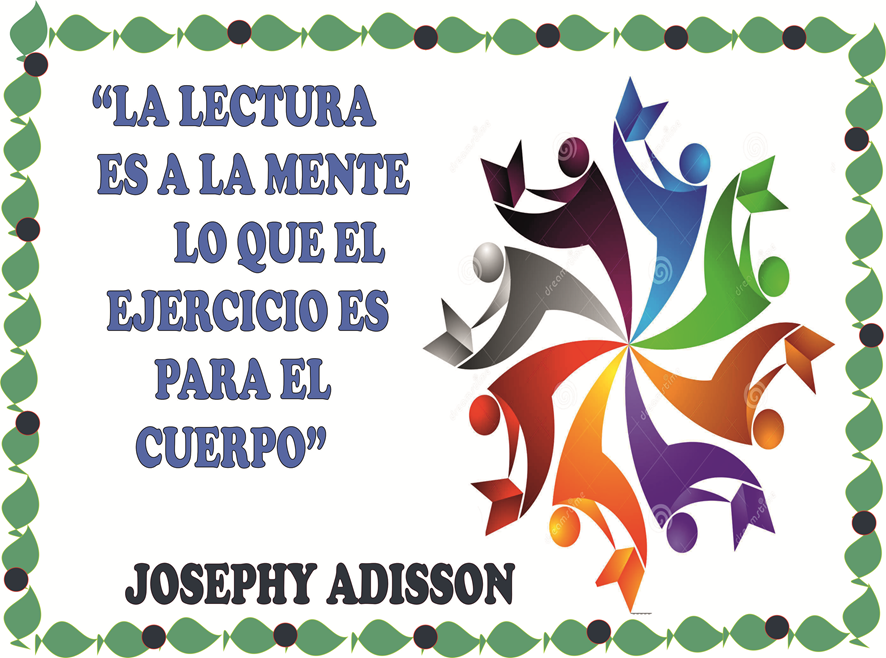 “LA LECTURA
ES A LA MENTE
LO QUE EL
EJERCICIO ES
PARA EL
CUERPO”
JOSEPHY ADISSON